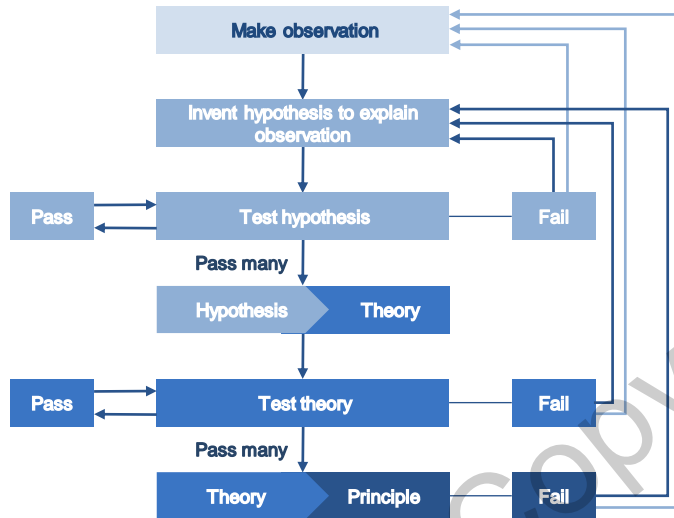 Make observation
Invent hypothesis to explain
observation
Pass
Test hypothesis
Fail
Pass many
Hypothesis
Theory
Pass
Test theory
Fail
Pass many
Theory
Principle
Fail
Copy